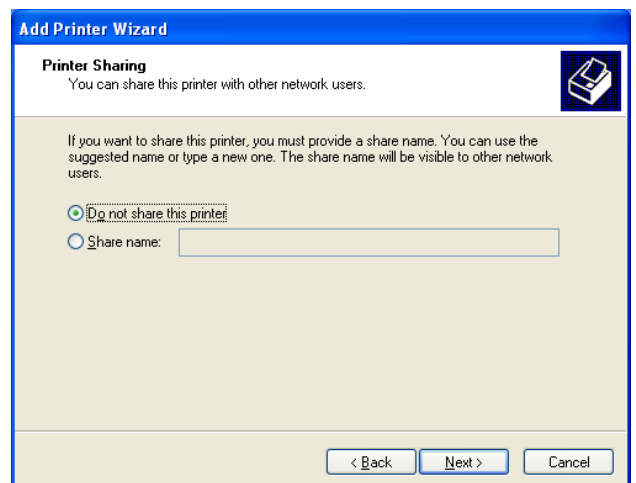 Add Printer Wizard
Printer Sharing
You can share this printer with other network users.
If you want to share this printer, you must provide a share name. You can use the
suggested name or type a new one. The share name will be visible to other network
users.
Do not share this printer
Share name:
< Back Next > Cancel